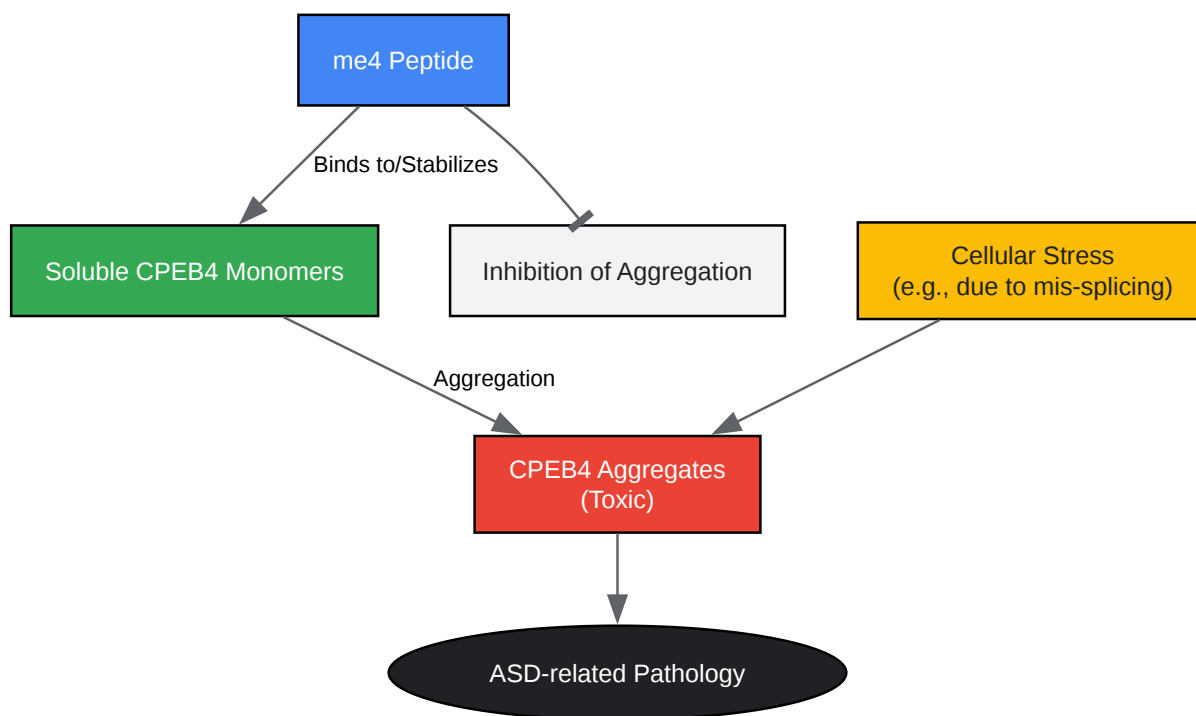 me4 Peptide
Binds to/Stabilizes
Soluble CPEB4 Monomers
Inhibition of Aggregation
Cellular Stress
(e.g., due to mis-splicing)
Aggregation
CPEB4 Aggregates
(Toxic)
ASD-related Pathology